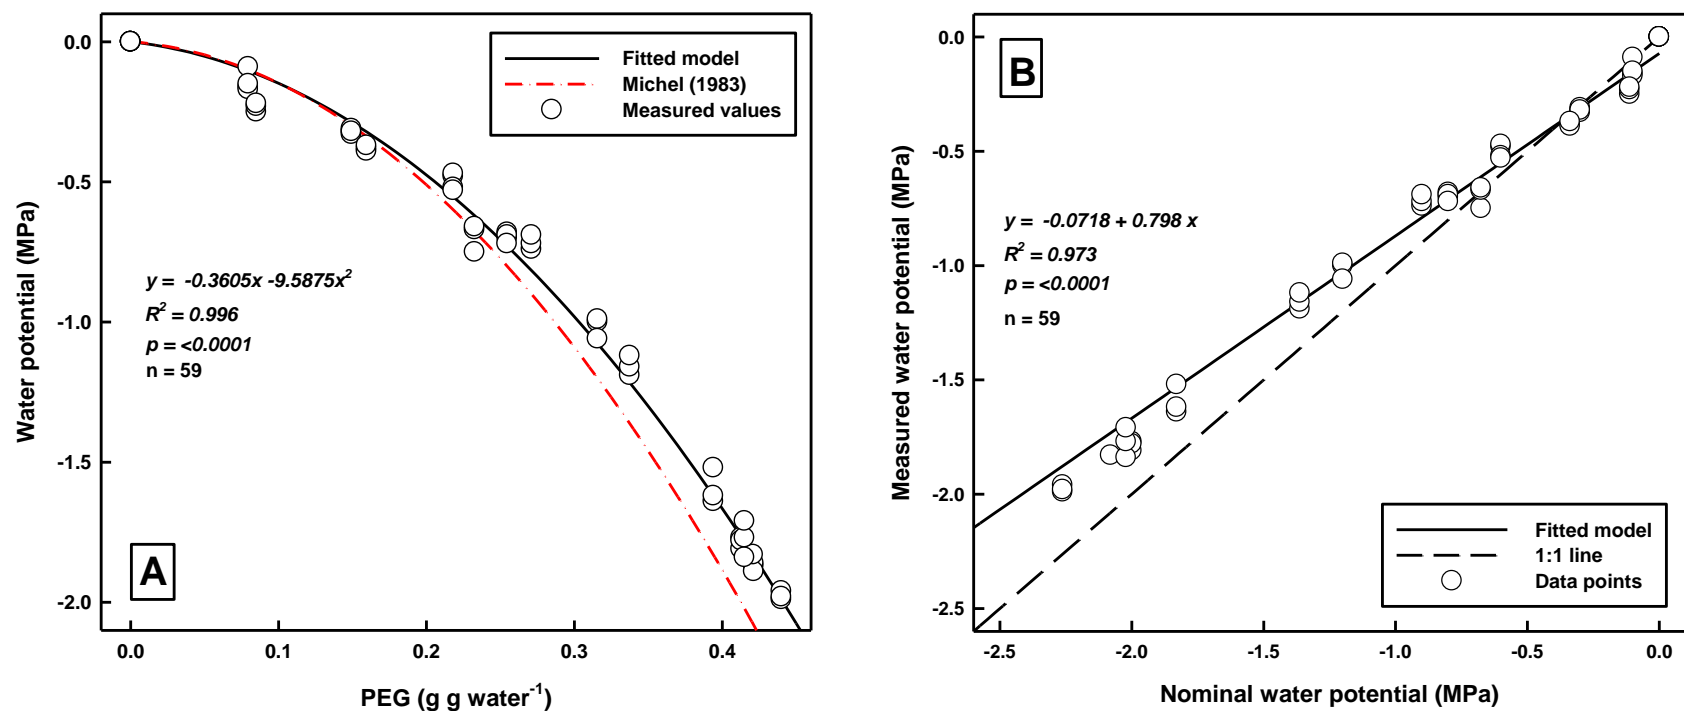 0.0
-0.5
-1.0
-1.5
-2.0
Water potential (MPa)
Fitted model
Michel (1983)
Measured values
y = -0.3605x -9.5875x²
R² = 0.996
p = <0.0001
n = 59
A
0.0 0.1 0.2 0.3 0.4
PEG (g g water⁻¹)
B
0.0
-0.5
-1.0
-1.5
-2.0
-2.5
Measured water potential (MPa)
y = -0.0718 + 0.798 x
R² = 0.973
p = <0.0001
n = 59
Fitted model
1:1 line
Data points
-2.5 -2.0 -1.5 -1.0 -0.5 0.0
Nominal water potential (MPa)